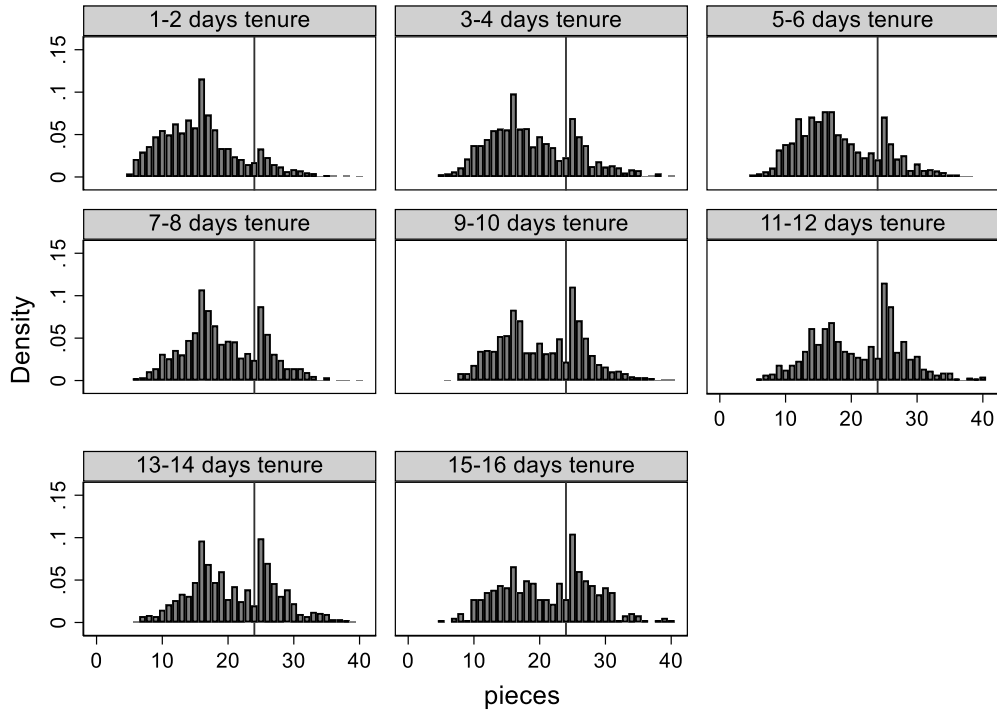 1-2 days tenure
3-4 days tenure
5-6 days tenure
.15
.1
.05
0
7-8 days tenure
9-10 days tenure
11-12 days tenure
.15
.1
.05
0
0 10 20 30 40
13-14 days tenure
15-16 days tenure
.15
.1
.05
0
0 10 20 30 40
0 10 20 30 40
Density
pieces